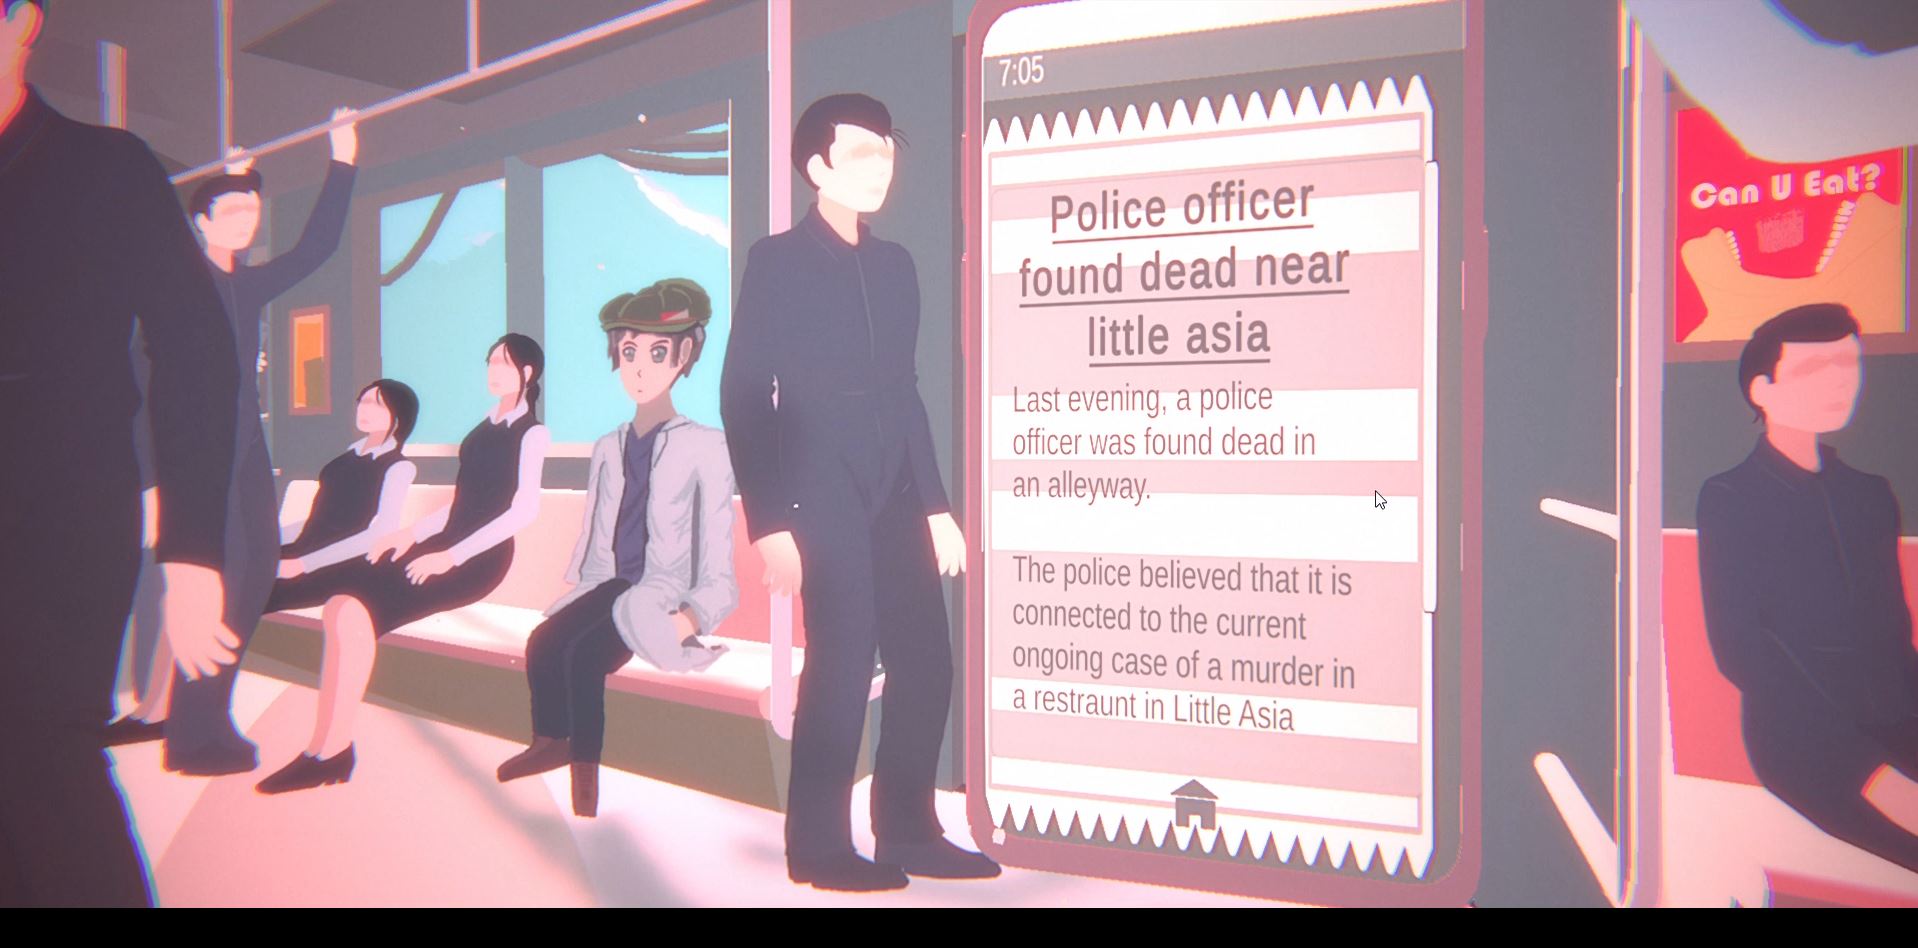 7:05
Police officer
found dead near
little asia
Last evening, a police
officer was found dead in
an alleyway.
The police believed that it is
connected to the current
ongoing case of a murder in
a restraunt in Little Asia
Can U Eat?